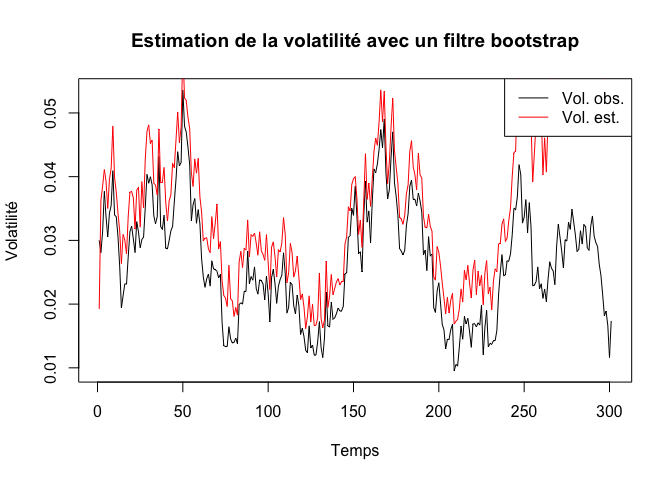 Estimation de la volatilité avec un filtre bootstrap
Vol. obs.
Vol. est.
Volatilité
0.05
0.04
0.03
0.02
0.01
0 50 100 150 200 250 300
Temps